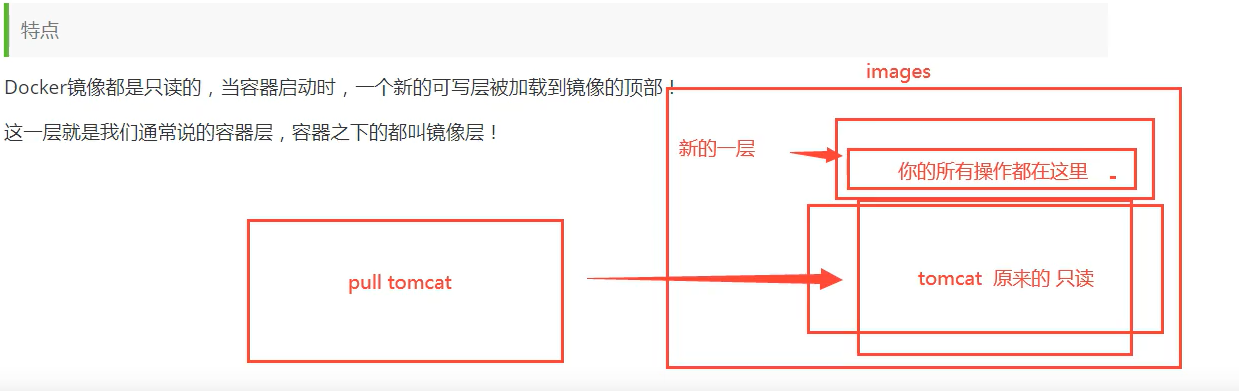 特点
Docker镜像都是只读的，当容器启动时，一个新的可写层被加载到镜像的顶部！
这一层就是我们通常说的容器层，容器之下的都叫镜像层！
images
新的一层
你的所有操作都在这里
pull tomcat
tomcat 原来的 只读